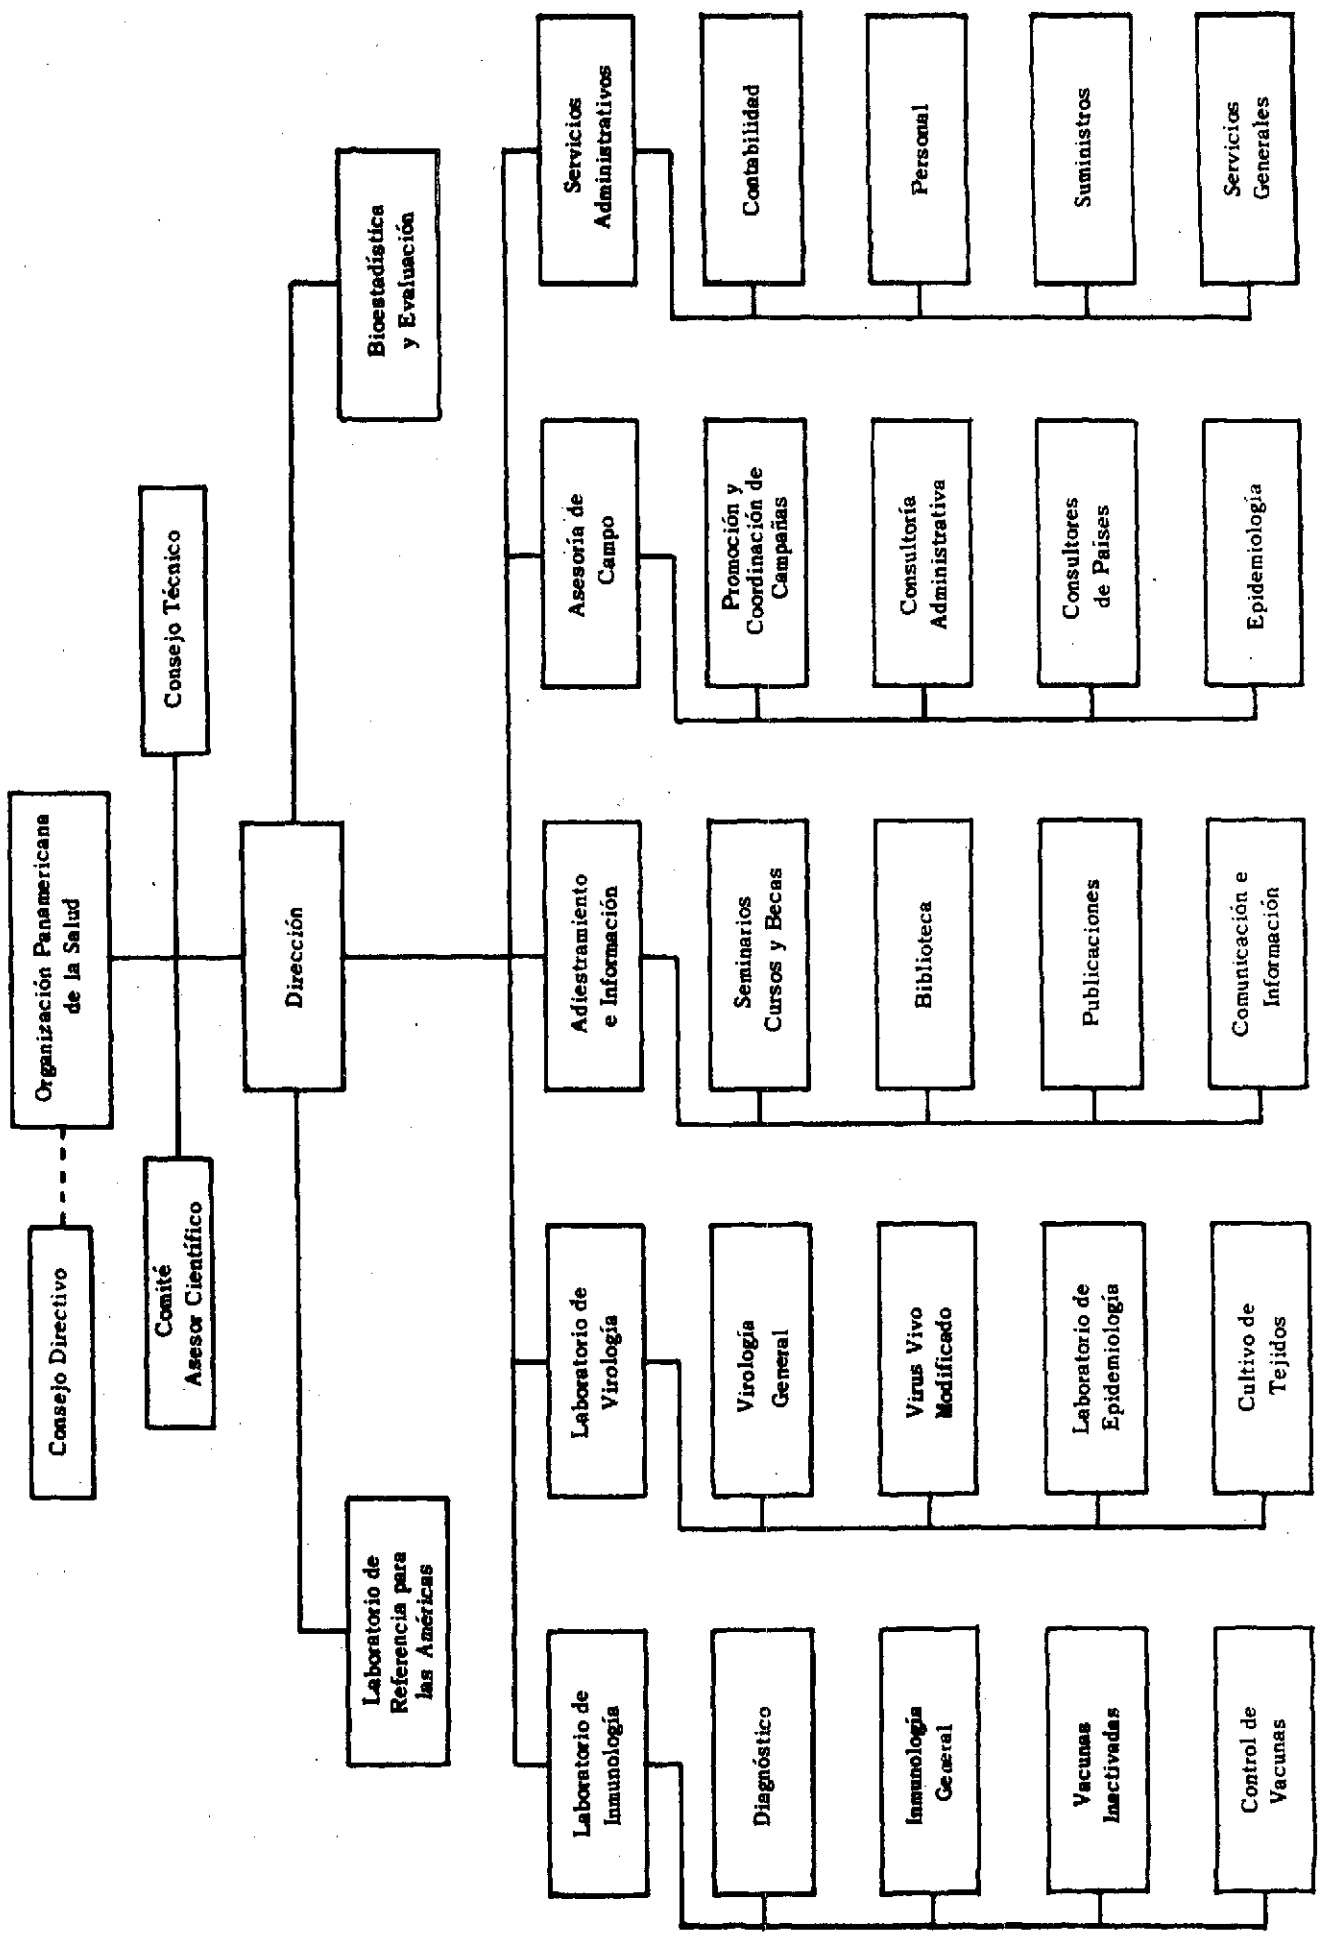 Organización Panamericana
de la Salud
Consejo Directivo
Comité
Asesor Científico
Consejo Técnico
Dirección
Laboratorio de
Referencia para
las Américas
Bioestadística
y Evaluación
Laboratorio de
Inmunología
Laboratorio de
Virología
Adiestramiento
e Información
Asesoría de
Campo
Servicios
Administrativos
Diagnóstico
Virología
General
Seminarios
Cursos y Becas
Promoción y
Coordinación de
Campañas
Contabilidad
Inmunología
General
Virus Vivo
Modificado
Biblioteca
Consultoría
Administrativa
Personal
Vacunas
Inactivadas
Laboratorio de
Epidemiología
Publicaciones
Consultores
de Países
Suministros
Control de
Vacunas
Cultivo de
Tejidos
Comunicación e
Información
Epidemiología
Servicios
Generales